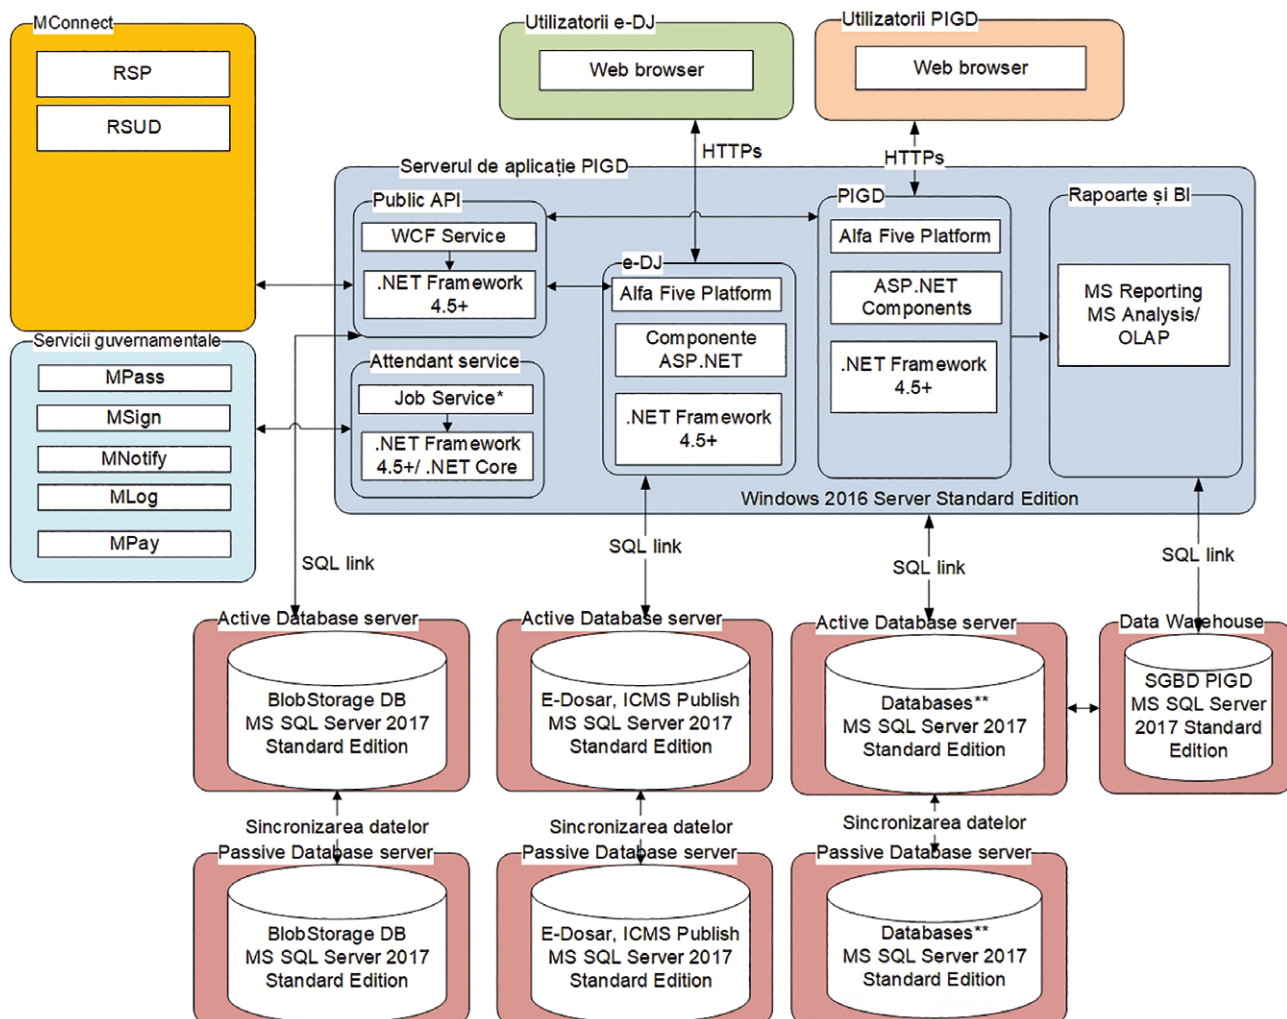 MConnect
RSP
RSUD
Utilizatorii e-DJ
Web browser
Utilizatorii PIGD
Web browser
HTTPs
HTTPs
Serverul de aplicație PIGD
Public API
WCF Service
.NET Framework
4.5+
Attendant service
Job Service*
.NET Framework
4.5+/ .NET Core
e-DJ
Alfa Five Platform
Componente
ASP.NET
.NET Framework
4.5+
PIGD
Alfa Five Platform
ASP.NET
Components
.NET Framework
4.5+
Rapoarte și BI
MS Reporting
MS Analysis/
OLAP
Windows 2016 Server Standard Edition
Servicii guvernamentale
MPass
MSign
MNotify
MLog
MPay
SQL link
SQL link
SQL link
SQL link
Active Database server
BlobStorage DB
MS SQL Server 2017
Standard Edition
Active Database server
E-Dosar, ICMS Publish
MS SQL Server 2017
Standard Edition
Active Database server
Databases**
MS SQL Server 2017
Standard Edition
Data Warehouse
SGBD PIGD
MS SQL Server
2017 Standard
Edition
Sincronizarea datelor
Sincronizarea datelor
Sincronizarea datelor
Passive Database server
BlobStorage DB
MS SQL Server 2017
Standard Edition
Passive Database server
E-Dosar, ICMS Publish
MS SQL Server 2017
Standard Edition
Passive Database server
Databases**
MS SQL Server 2017
Standard Edition